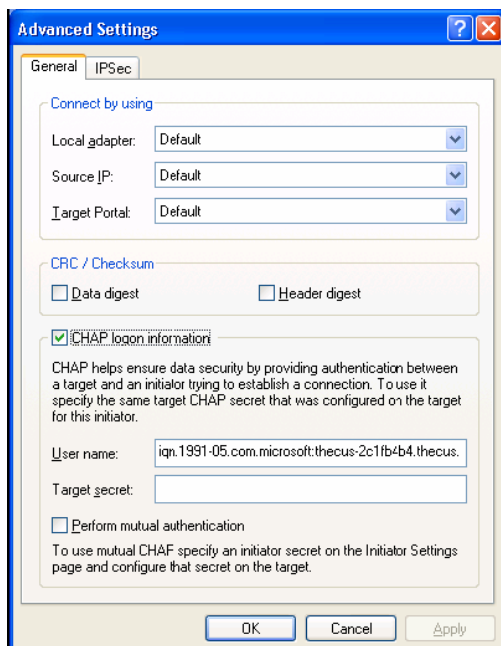 Advanced Settings
General IPSec
Connect by using
Local adapter: Default
Source IP: Default
Target Portal: Default
CRC / Checksum
Data digest Header digest
CHAP logon information
CHAP helps ensure data security by providing authentication between
a target and an initiator trying to establish a connection. To use it
specify the same target CHAP secret that was configured on the target
for this initiator.
User name: iqn.1991-05.com.microsoft:thecus-2c1fb4b4.thecus.
Target secret:
Perform mutual authentication
To use mutual CHAP specify an initiator secret on the Initiator Settings
page and configure that secret on the target.
OK Cancel Apply